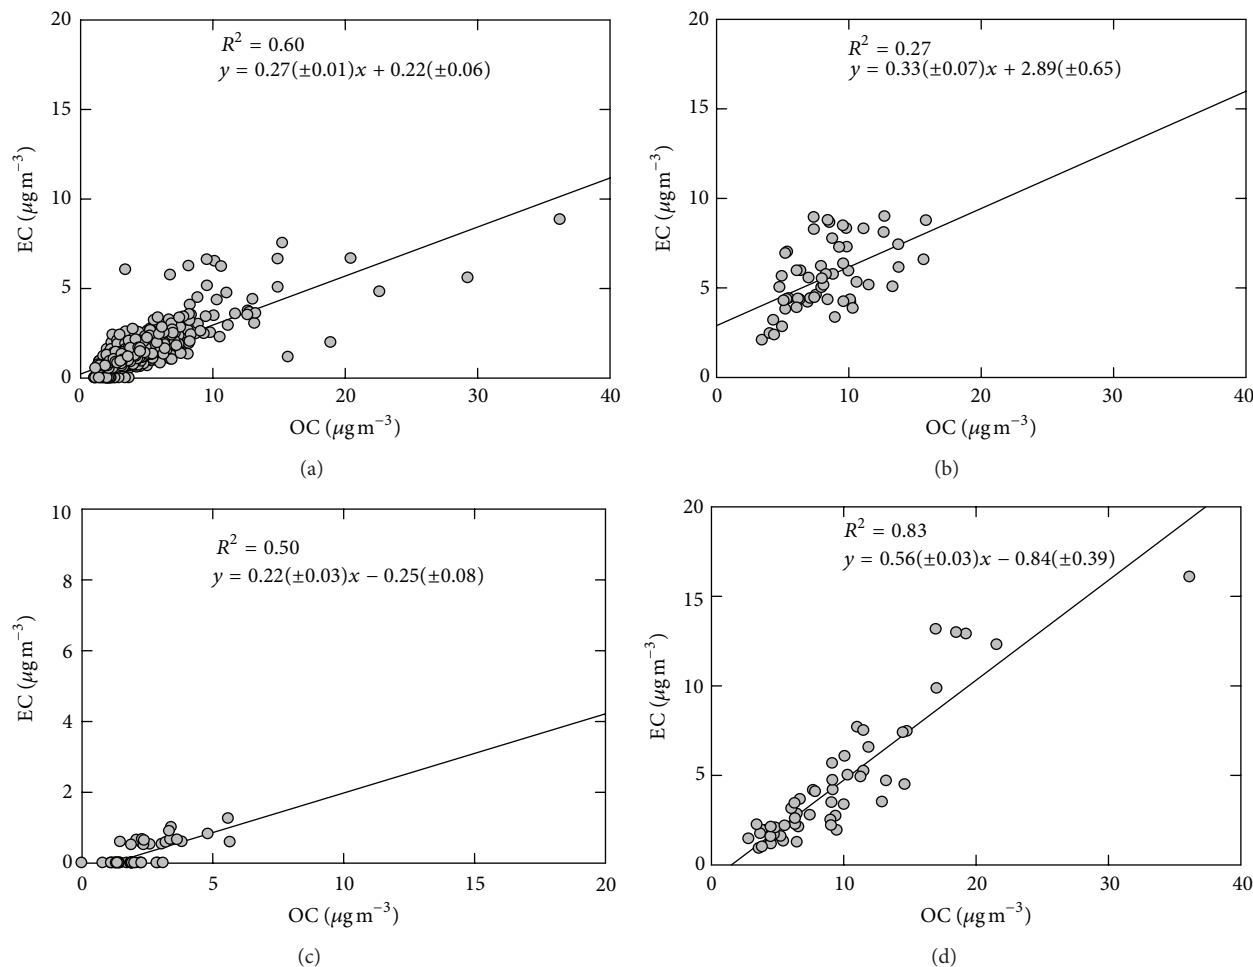 20
15
10
5
0
EC (μg m⁻³)
R² = 0.60
y = 0.27(±0.01)x + 0.22(±0.06)
0 10 20 30 40
OC (μg m⁻³)
(a)
20
15
10
5
0
EC (μg m⁻³)
R² = 0.27
y = 0.33(±0.07)x + 2.89(±0.65)
0 10 20 30 40
OC (μg m⁻³)
(b)
10
8
6
4
2
0
EC (μg m⁻³)
R² = 0.50
y = 0.22(±0.03)x − 0.25(±0.08)
0 5 10 15 20
OC (μg m⁻³)
(c)
20
15
10
5
0
EC (μg m⁻³)
R² = 0.83
y = 0.56(±0.03)x − 0.84(±0.39)
0 10 20 30 40
OC (μg m⁻³)
(d)